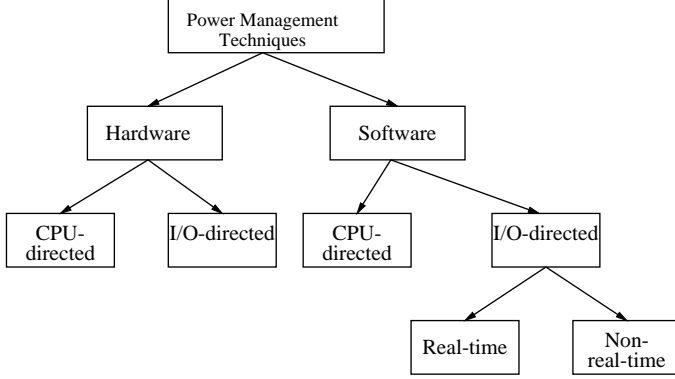 Power Management
Techniques
Hardware
Software
CPU-
directed
I/O-directed
CPU-
directed
I/O-directed
Real-time
Non-
real-time